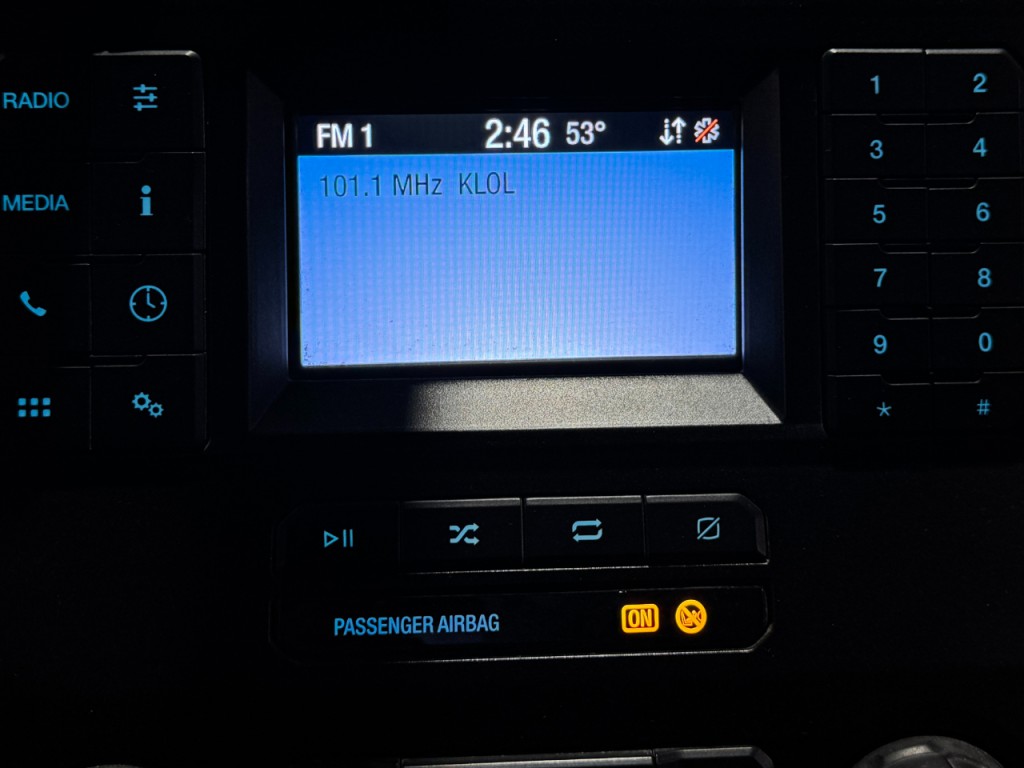 RADIO
MEDIA
FM 1 2:46 53°
101.1 MHz KLOL
1 2
3 4
5 6
7 8
9 0
* #
PASSENGER AIRBAG ON